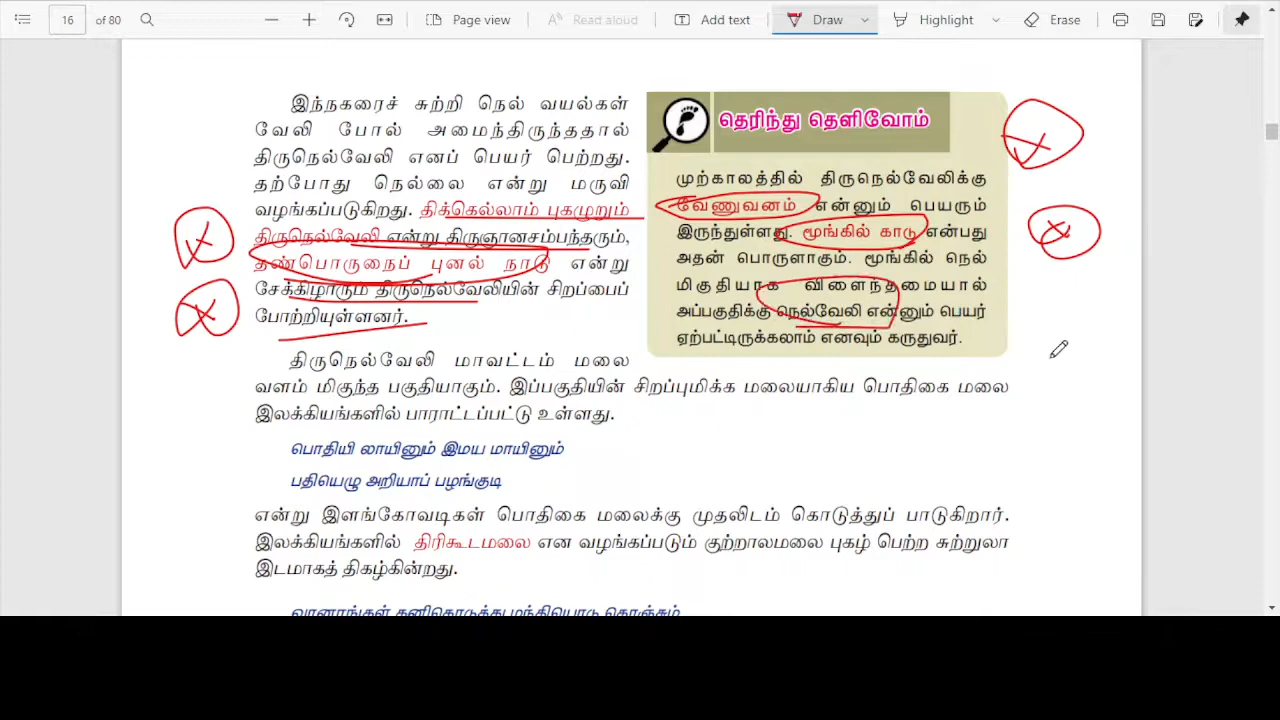 16 of 80 Page view Read aloud Add text Draw Highlight Erase
இந்நகரைச் சுற்றி நெல் வயல்கள்
வேலி போல் அமைந்திருந்ததால்
திருநெல்வேலி எனப் பெயர் பெற்றது.
தற்போது நெல்லை என்று மருவி
வழங்கப்படுகிறது. திக்கெல்லாம் புகழுறும்
திருநெல்வேலி என்று திருஞானசம்பந்தரும்,
தண்பொருநைப் புனல் நாடு என்று
சேக்கிழாரும் திருநெல்வேலியின் சிறப்பைப்
போற்றியுள்ளனர்.
தெரிந்து தெளிவோம்
முற்காலத்தில் திருநெல்வேலிக்கு
வேணுவனம் என்னும் பெயரும்
இருந்துள்ளது. மூங்கில் காடு என்பது
அதன் பொருளாகும். மூங்கில் நெல்
மிகுதியாக விளைந்தமையால்
அப்பகுதிக்கு நெல்வேலி என்னும் பெயர்
ஏற்பட்டிருக்கலாம் எனவும் கருதுவர்.
திருநெல்வேலி மாவட்டம் மலை
வளம் மிகுந்த பகுதியாகும். இப்பகுதியின் சிறப்புமிக்க மலையாகிய பொதிகை மலை
இலக்கியங்களில் பாராட்டப்பட்டு உள்ளது.
பொதியி லாயினும் இமய மாயினும்
பதியெழு அறியாப் பழங்குடி
என்று இளங்கோவடிகள் பொதிகை மலைக்கு முதலிடம் கொடுத்துப் பாடுகிறார்.
இலக்கியங்களில் திரிகூடமலை என வழங்கப்படும் குற்றாலமலை புகழ் பெற்ற சுற்றுலா
இடமாகத் திகழ்கின்றது.
வானரங்கள் கனிகொடுத்து மந்தியொடு கொஞ்சும்